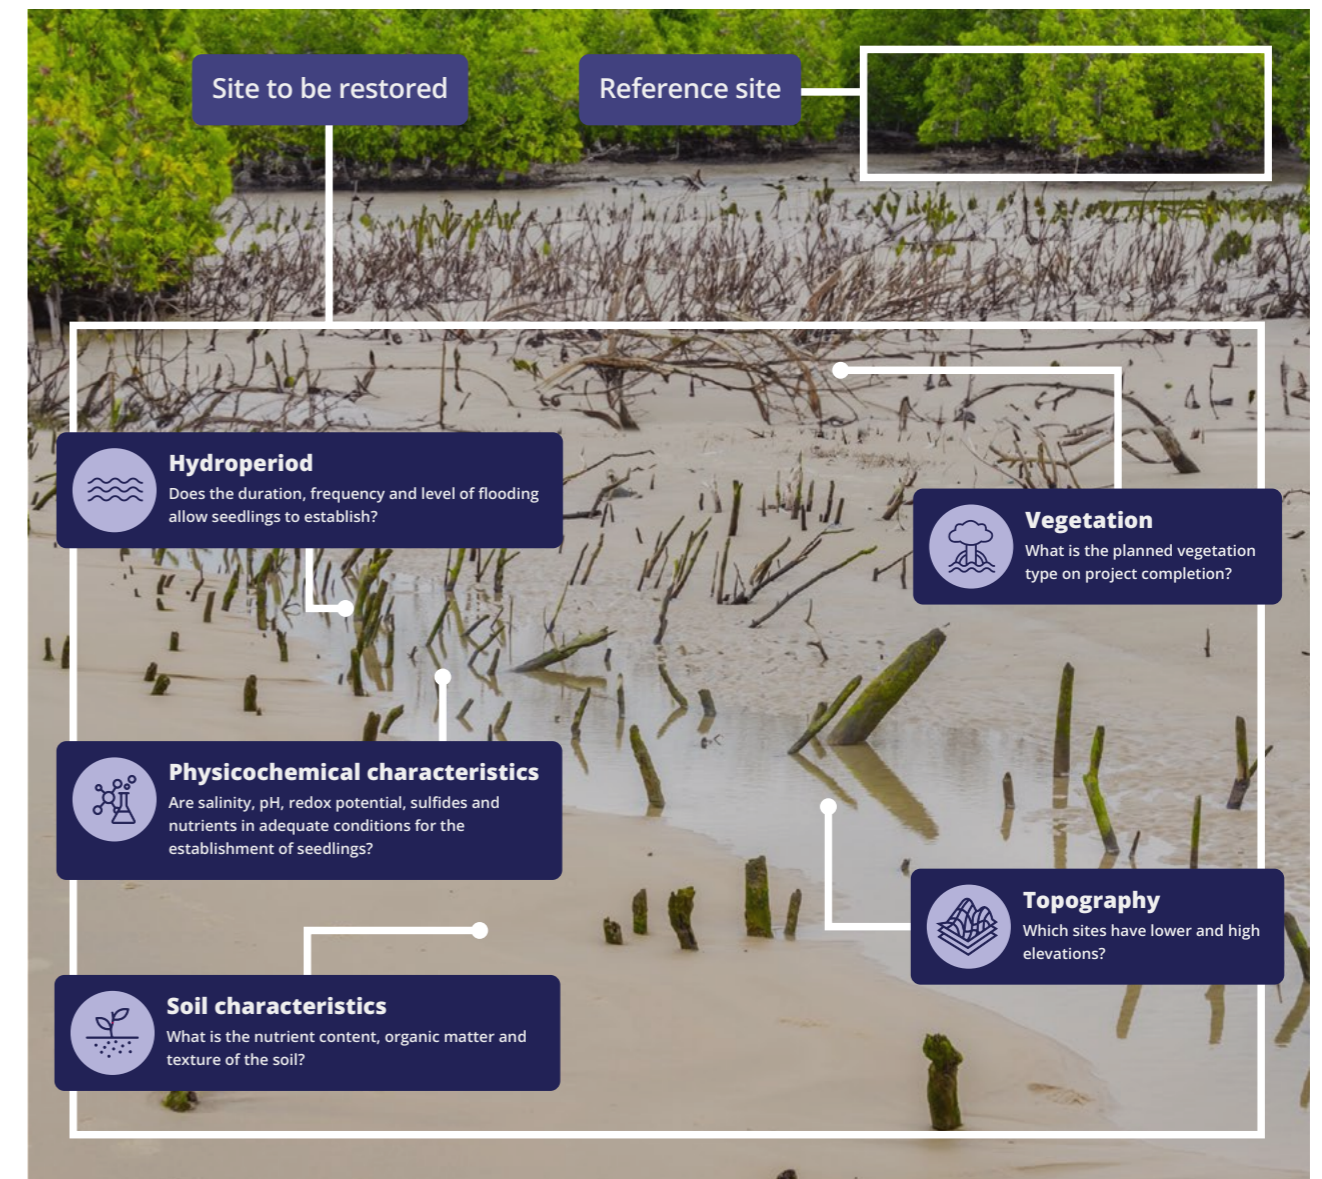 Site to be restored
Reference site
Hydroperiod
Does the duration, frequency and level of flooding
allow seedlings to establish?
Vegetation
What is the planned vegetation
type on project completion?
Physicochemical characteristics
Are salinity, pH, redox potential, sulfides and
nutrients in adequate conditions for the
establishment of seedlings?
Topography
Which sites have lower and high
elevations?
Soil characteristics
What is the nutrient content, organic matter and
texture of the soil?